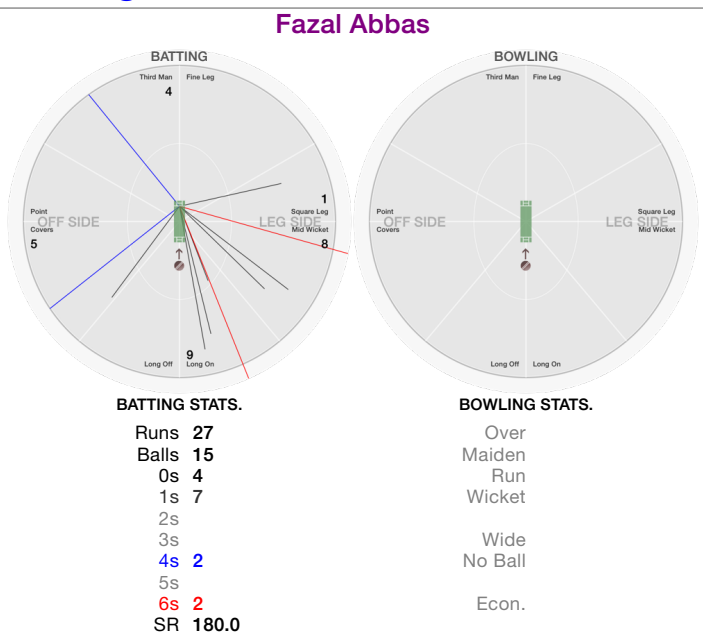 Fazal Abbas
BATTING
Third Man Fine Leg
4
1
Point Square Leg
OFF SIDE LEG SIDE
Covers Mid Wicket
5 8
9
Long Off Long On
BOWLING
Third Man Fine Leg
Point Square Leg
OFF SIDE LEG SIDE
Covers Mid Wicket
Long Off Long On
BATTING STATS.
Runs 27
Balls 15
0s 4
1s 7
2s
3s
4s 2
5s
6s 2
SR 180.0
BOWLING STATS.
Over
Maiden
Run
Wicket
Wide
No Ball
Econ.